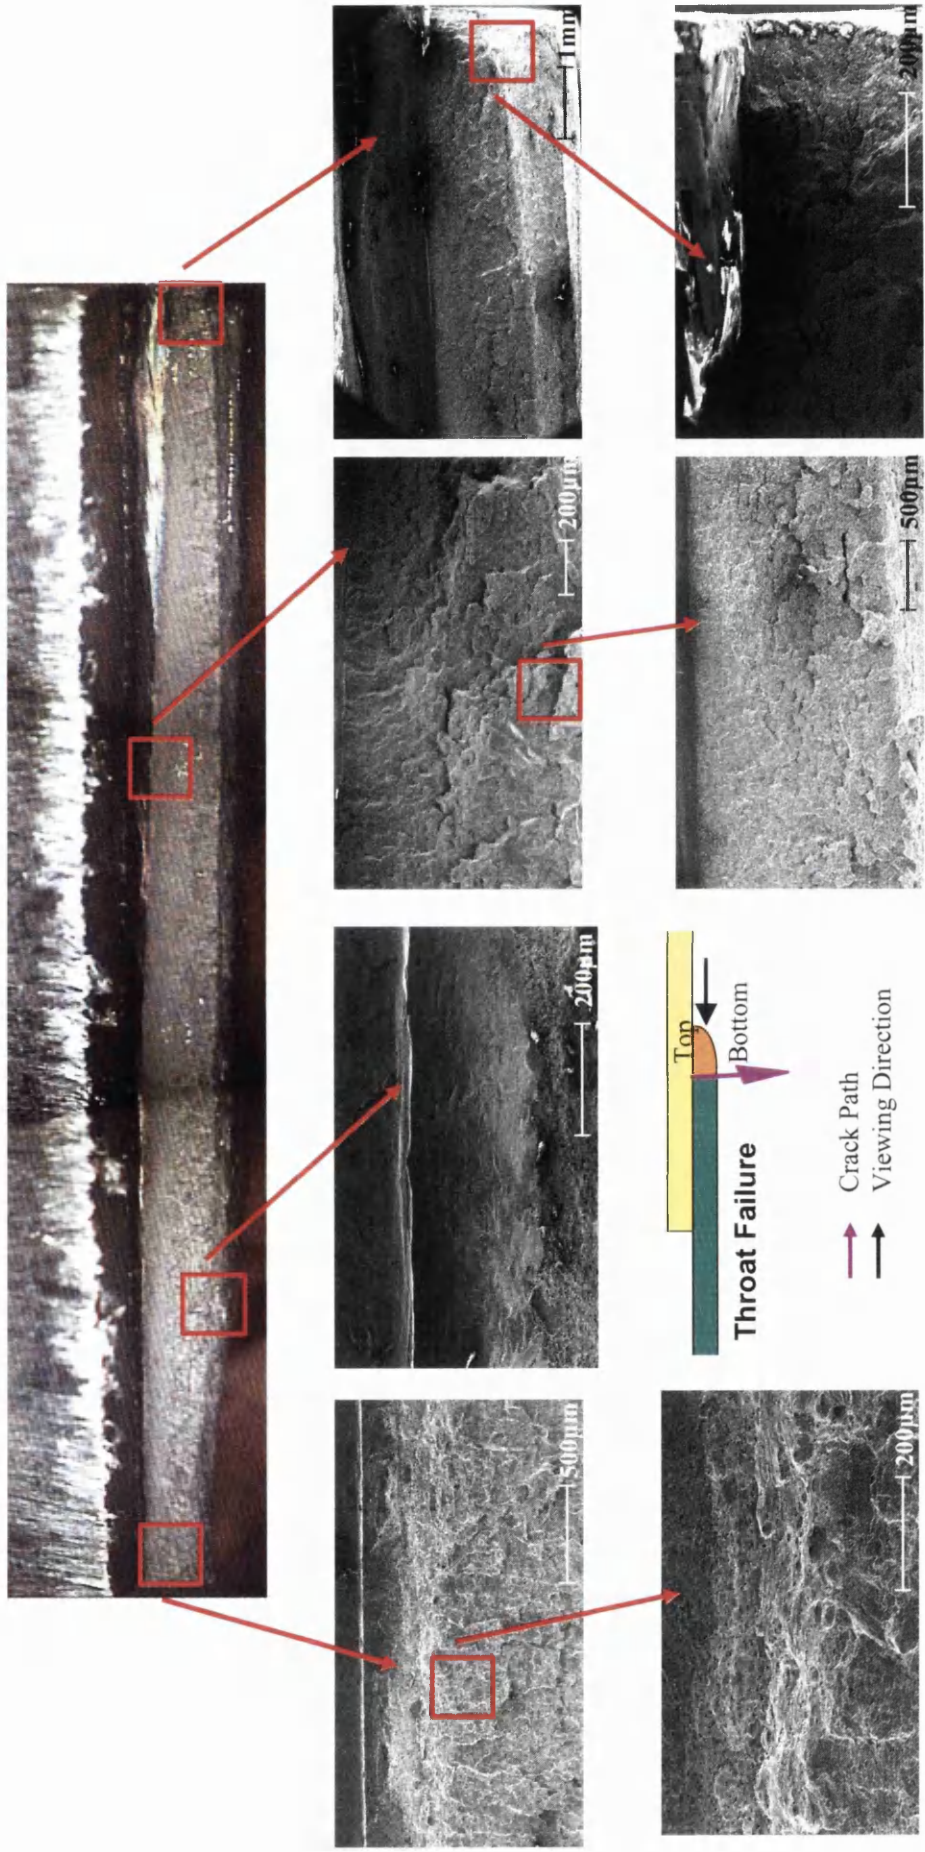 500µm
200µm
200µm
1mm
200µm
Top
Bottom
Throat Failure
Crack Path
Viewing Direction
500µm
200µm